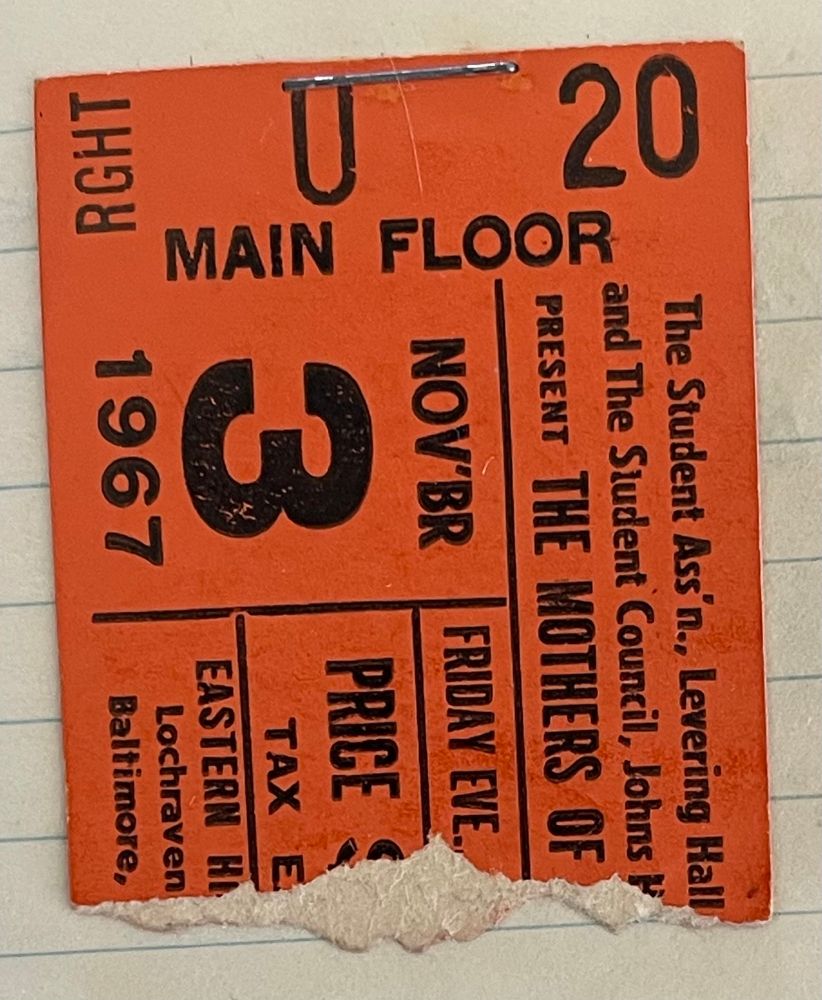 RGHT U 20
MAIN FLOOR
The Student Ass'n., Levering Hall
and The Student Council, Johns H
PRESENT THE MOTHERS OF
NOV'BR
3
1967
FRIDAY EVE.
PRICE $
TAX E
EASTERN HI
Lochraven
Baltimore,